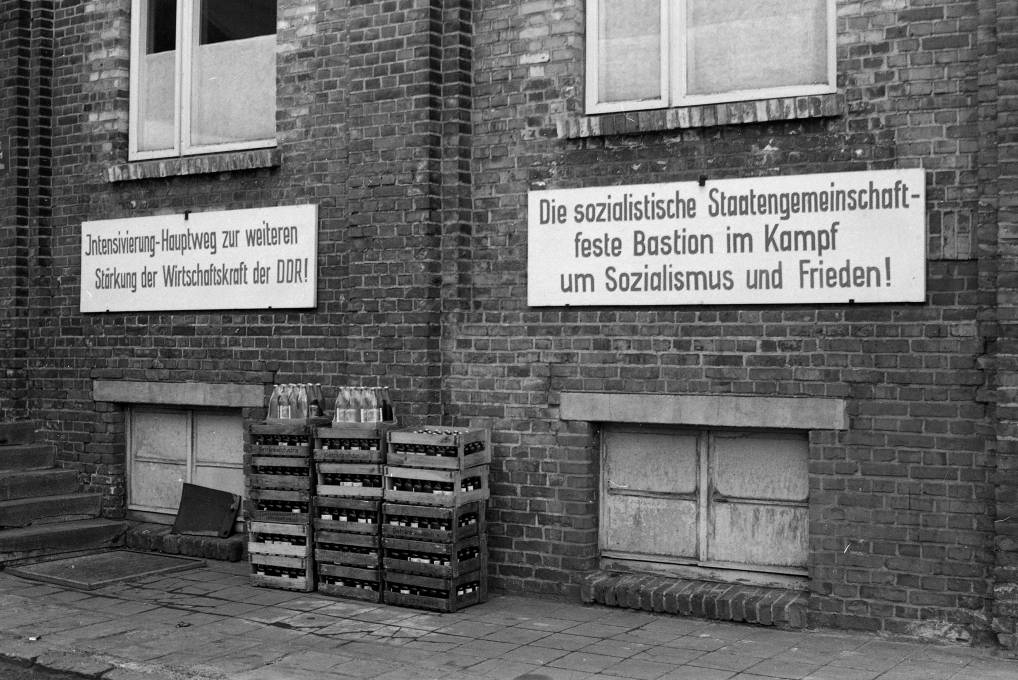 Intensivierung-Hauptweg zur weiteren
Stärkung der Wirtschaftskraft der DDR!
Die sozialistische Staatengemeinschaft-
feste Bastion im Kampf
um Sozialismus und Frieden!